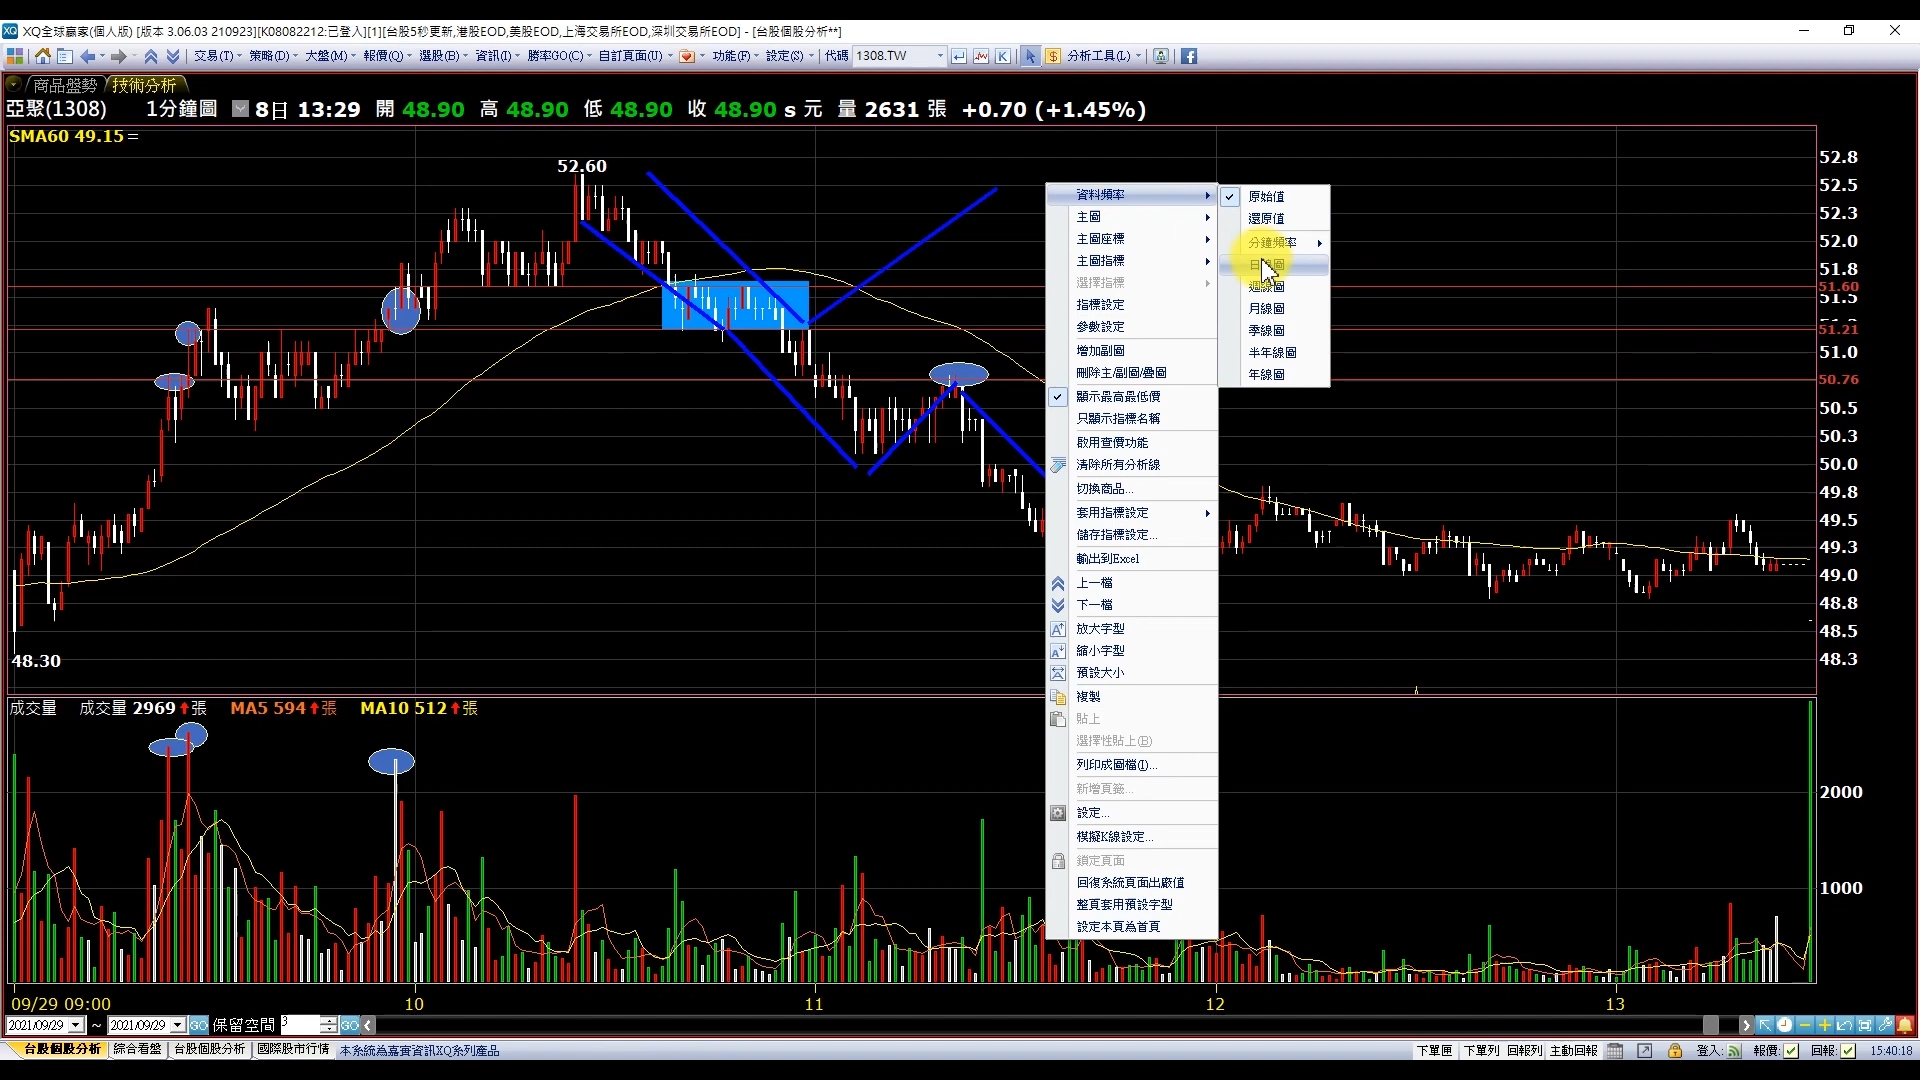 XQ全球贏家(個人版) [版本 3.06.03 210923][K08082212:已登入][1][台股5秒更新,港股EOD,美股EOD,上海交易所EOD,深圳交易所EOD] - [台股個股分析**]
交易(T) 策略(D) 大盤(M) 報價(Q) 選股(B) 資訊(I) 勝率GO(C) 自訂頁面(U) 功能(F) 設定(S) 代碼 1308.TW K $ 分析工具(L)
商品盤勢 技術分析
亞聚(1308) 1分鐘圖 8日 13:29 開 48.90 高 48.90 低 48.90 收 48.90 s 元 量 2631 張 +0.70 (+1.45%)
SMA60 49.15
52.60
48.30
52.8
52.5
52.3
52.0
51.8
51.60
51.5
51.21
51.0
50.76
50.5
50.3
50.0
49.8
49.5
49.3
49.0
48.8
48.5
48.3
資料頻率
主圖
主圖座標
主圖指標
選擇指標
指標設定
參數設定
增加副圖
刪除主/副圖/疊圖
顯示最高最低價
只顯示指標名稱
啟用查價功能
清除所有分析線
切換商品...
套用指標設定
儲存指標設定...
輸出到Excel
上一檔
下一檔
放大字型
縮小字型
預設大小
複製
貼上
選擇性貼上(B)
列印成圖檔(I)...
新增頁籤...
設定...
模擬K線設定...
鎖定頁面
回復系統頁面出廠值
整頁套用預設字型
設定本頁為首頁
原始值
還原值
分鐘頻率
日線圖
週線圖
月線圖
季線圖
半年線圖
年線圖
成交量 成交量 2969 張 MA5 594 張 MA10 512 張
2000
1000
09/29 09:00 10 11 12 13
2021/09/29 ~ 2021/09/29 GO 保留空間 3 GO
台股個股分析 綜合看盤 台股個股分析 國際股市行情 本系統為嘉實資訊XQ系列產品 下單匣 下單列 回報列 主動回報 登入: 報價: 回報: 15:40:18